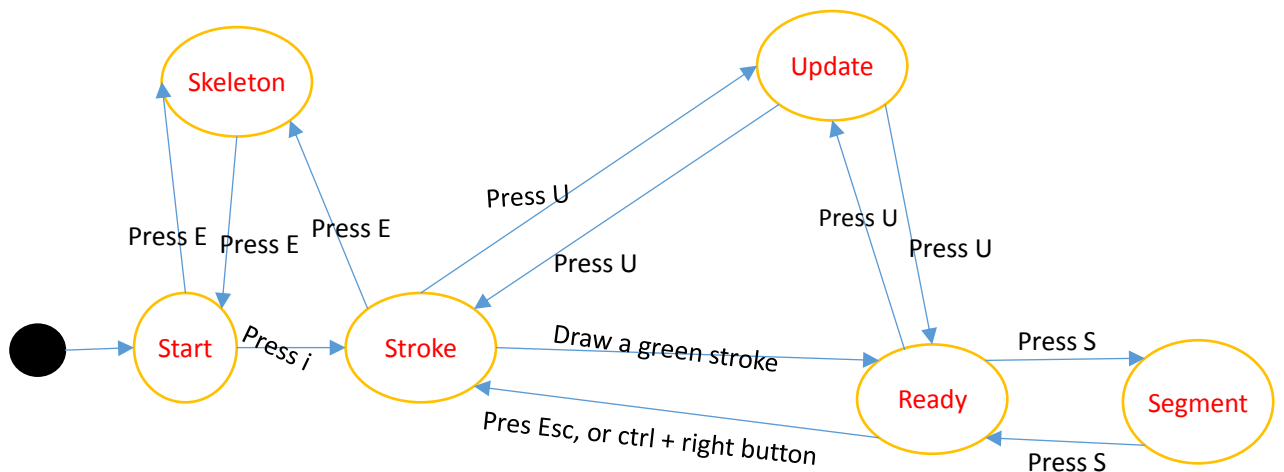 Update
Skeleton
Press U
Press E
Press U
Press E
Press E
Press U
Press U
Draw a green stroke
Press S
Start
Press i
Stroke
Ready
Segment
Pres Esc, or ctrl + right button
Press S